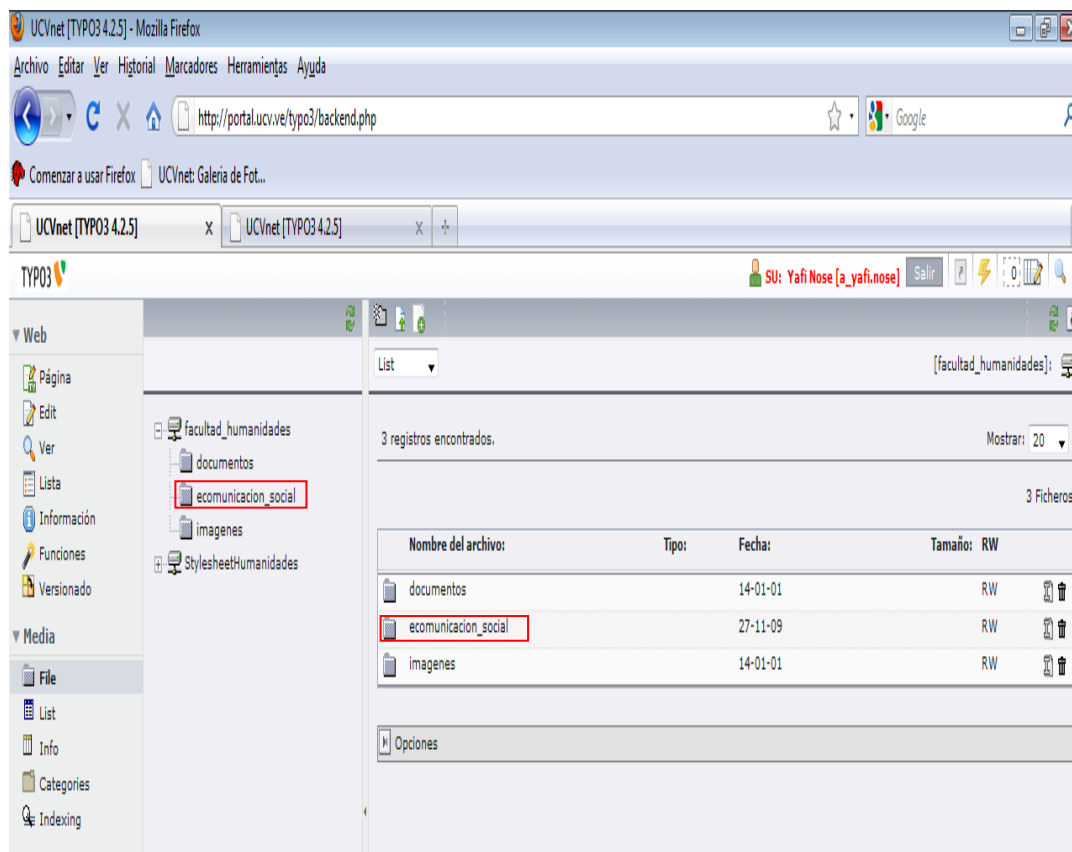 UCVnet [TYPO3 4.2.5] - Mozilla Firefox
Archivo Editar Ver Historial Marcadores Herramientas Ayuda
http://portal.ucv.ve/typo3/backend.php
Google
Comenzar a usar Firefox UCVnet: Galeria de Fot...
UCVnet [TYPO3 4.2.5] X UCVnet [TYPO3 4.2.5] X
TYPO3 SU: Yafi Nose [a_yafi.nose] Salir 0
Web
Página
Edit
Ver
Lista
Información
Funciones
Versionado
Media
File
List
Info
Categories
Indexing
facultad_humanidades
documentos
ecomunicacion_social
imagenes
StylesheetHumanidades
List [facultad_humanidades]:
3 registros encontrados. Mostrar: 20
3 Ficheros
Nombre del archivo: Tipo: Fecha: Tamaño: RW
documentos 14-01-01 RW
ecomunicacion_social 27-11-09 RW
imagenes 14-01-01 RW
Opciones